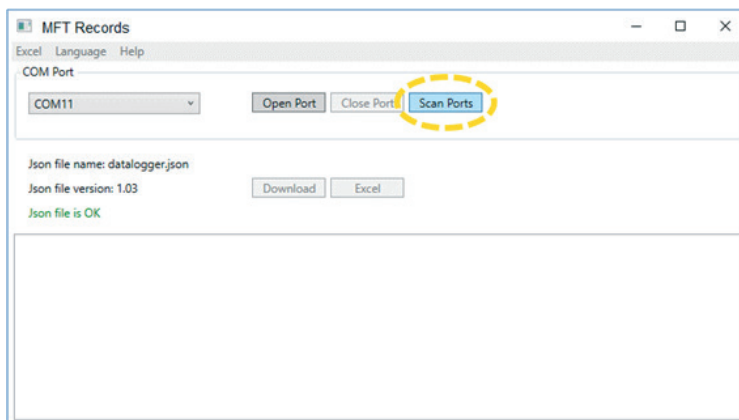 MFT Records
Excel Language Help
COM Port
COM11 Open Port Close Port Scan Ports
Json file name: datalogger.json
Json file version: 1.03 Download Excel
Json file is OK